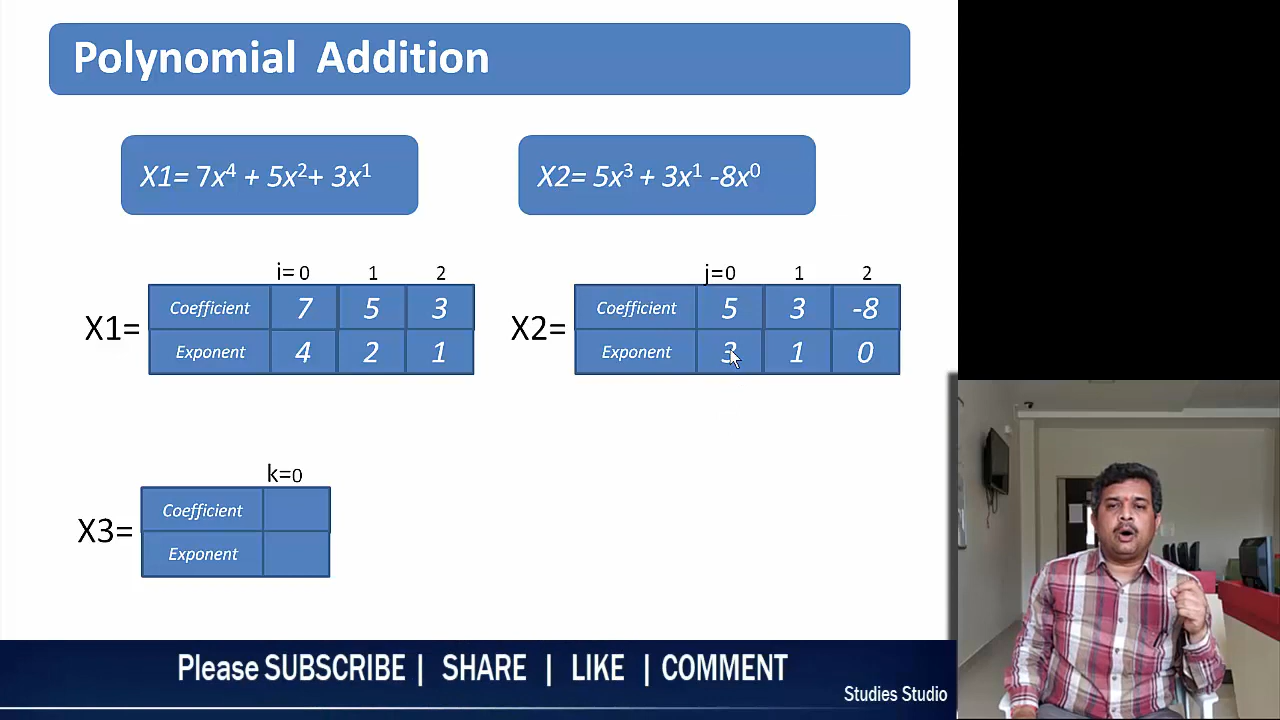 Polynomial Addition
X1= 7x⁴ + 5x²+ 3x¹
X2= 5x³ + 3x¹ -8x⁰
i= 0 1 2
X1=
Coefficient 7 5 3
Exponent 4 2 1
j=0 1 2
X2=
Coefficient 5 3 -8
Exponent 3 1 0
k=0
X3=
Coefficient
Exponent
Please SUBSCRIBE | SHARE | LIKE | COMMENT
Studies Studio